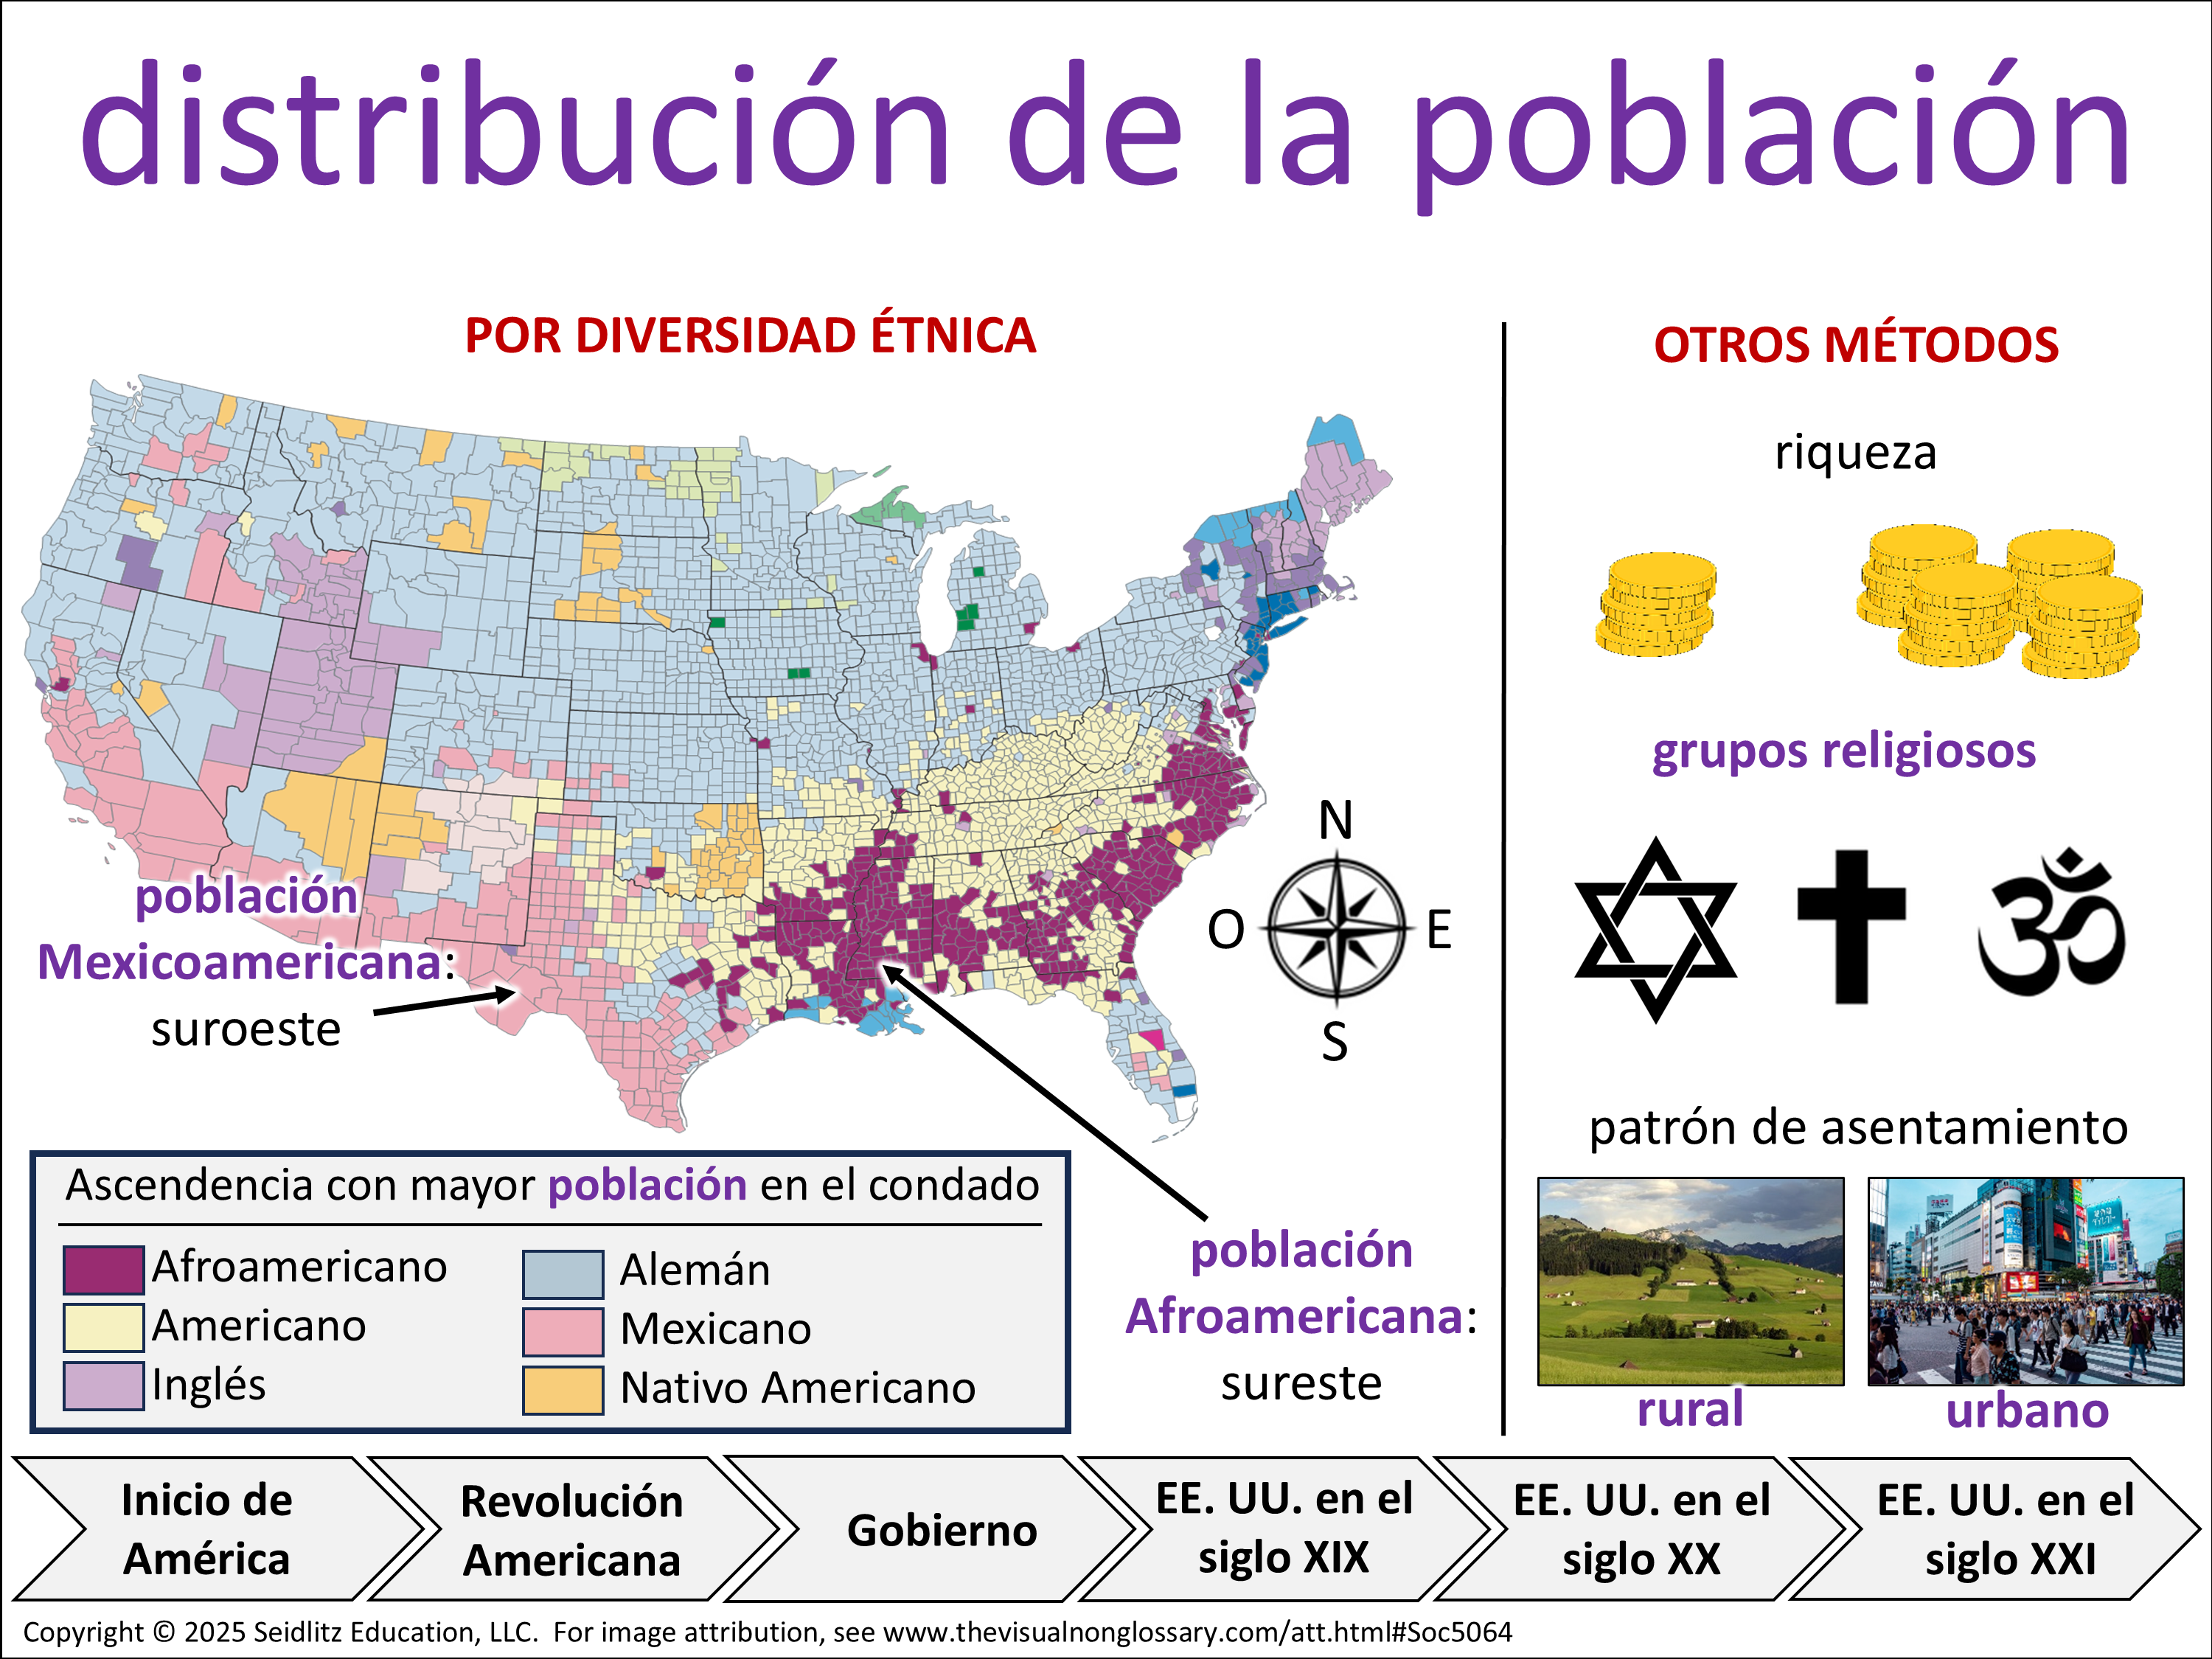 distribución de la población
POR DIVERSIDAD ÉTNICA
población
Mexicoamericana:
suroeste
N
O
E
S
población
Afroamericana:
sureste
Ascendencia con mayor población en el condado
Afroamericano
Americano
Inglés
Alemán
Mexicano
Nativo Americano
OTROS MÉTODOS
riqueza
grupos religiosos
patrón de asentamiento
rural
urbano
Inicio de
América
Revolución
Americana
Gobierno
EE. UU. en el
siglo XIX
EE. UU. en el
siglo XX
EE. UU. en el
siglo XXI
Copyright © 2025 Seidlitz Education, LLC. For image attribution, see www.thevisualnonglossary.com/att.html#Soc5064